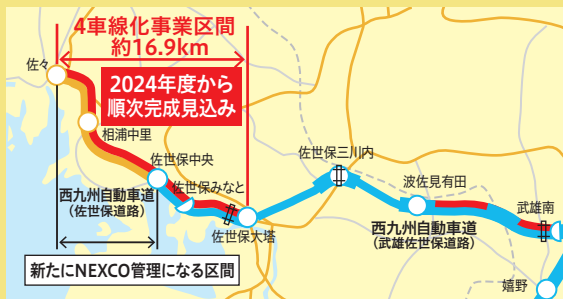 4車線化事業区間
約16.9km
2024年度から
順次完成見込み
佐々
相浦中里
佐世保中央
佐世保みなと
佐世保大塔
佐世保三川内
波佐見有田
武雄南
嬉野
西九州自動車道
(佐世保道路)
西九州自動車道
(武雄佐世保道路)
新たにNEXCO管理になる区間